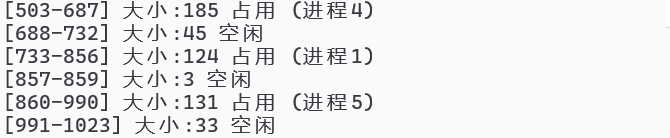 [503-687] 大小:185 占用 (进程4)
[688-732] 大小:45 空闲
[733-856] 大小:124 占用 (进程1)
[857-859] 大小:3 空闲
[860-990] 大小:131 占用 (进程5)
[991-1023] 大小:33 空闲